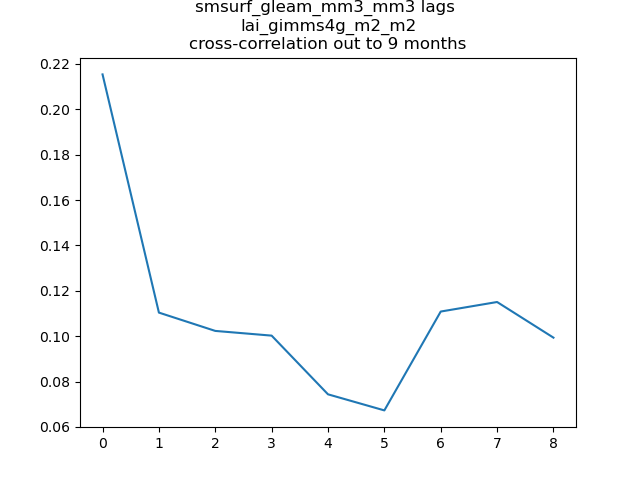 smsurf_gleam_mm3_mm3 lags
lai_gimms4g_m2_m2
cross-correlation out to 9 months
0.22
0.20
0.18
0.16
0.14
0.12
0.10
0.08
0.06
0 1 2 3 4 5 6 7 8